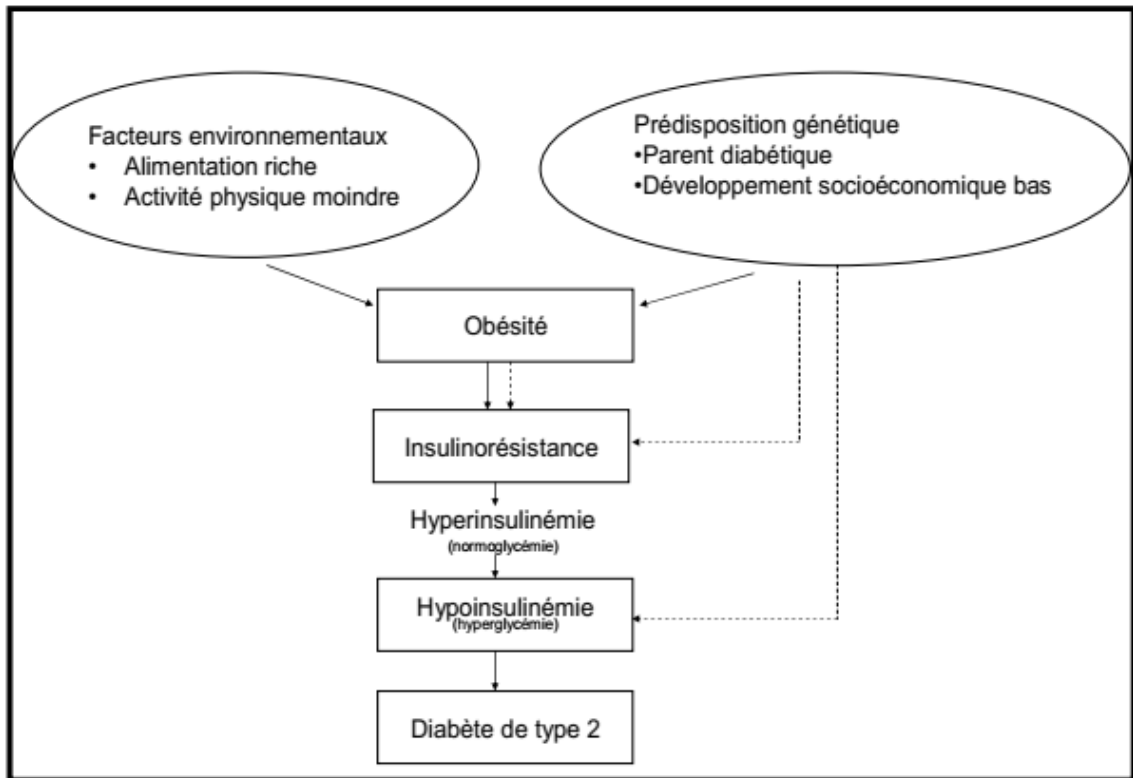 Facteurs environnementaux
• Alimentation riche
• Activité physique moindre
Prédisposition génétique
•Parent diabétique
•Développement socioéconomique bas
Obésité
Insulinorésistance
Hyperinsulinémie
(normoglycémie)
Hypoinsulinémie
(hyperglycémie)
Diabète de type 2